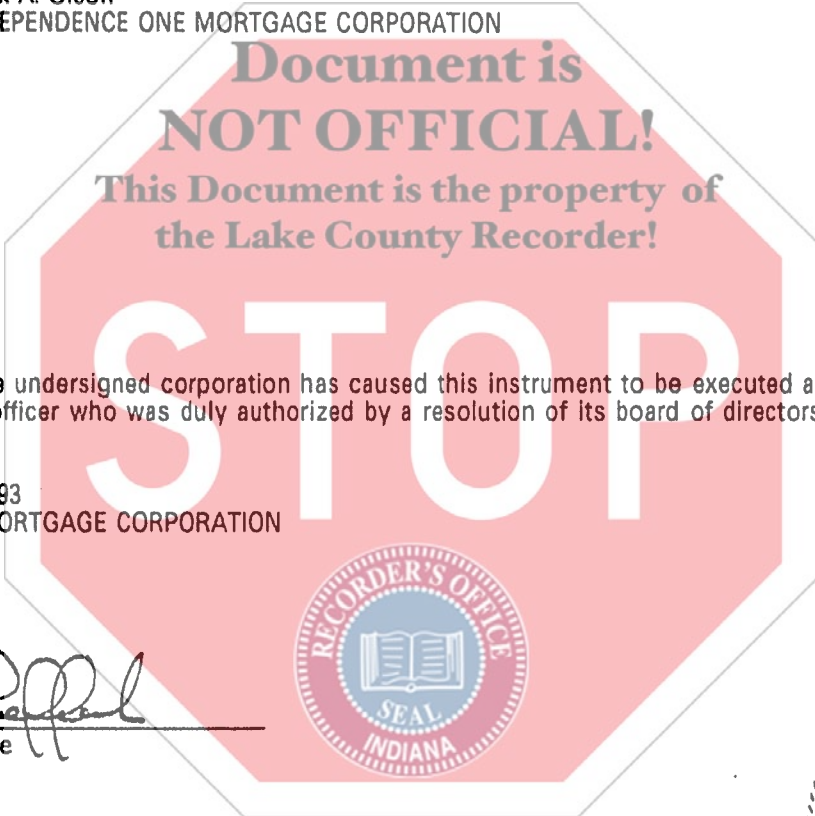 EPENDENCE ONE MORTGAGE CORPORATION
Document is
NOT OFFICIAL!
This Document is the property of
the Lake County Recorder!
STOP
undersigned corporation has caused this instrument to be executed a
officer who was duly authorized by a resolution of its board of directors
93
ORTGAGE CORPORATION
RECORDER'S OFFICE
SEAL
INDIANA